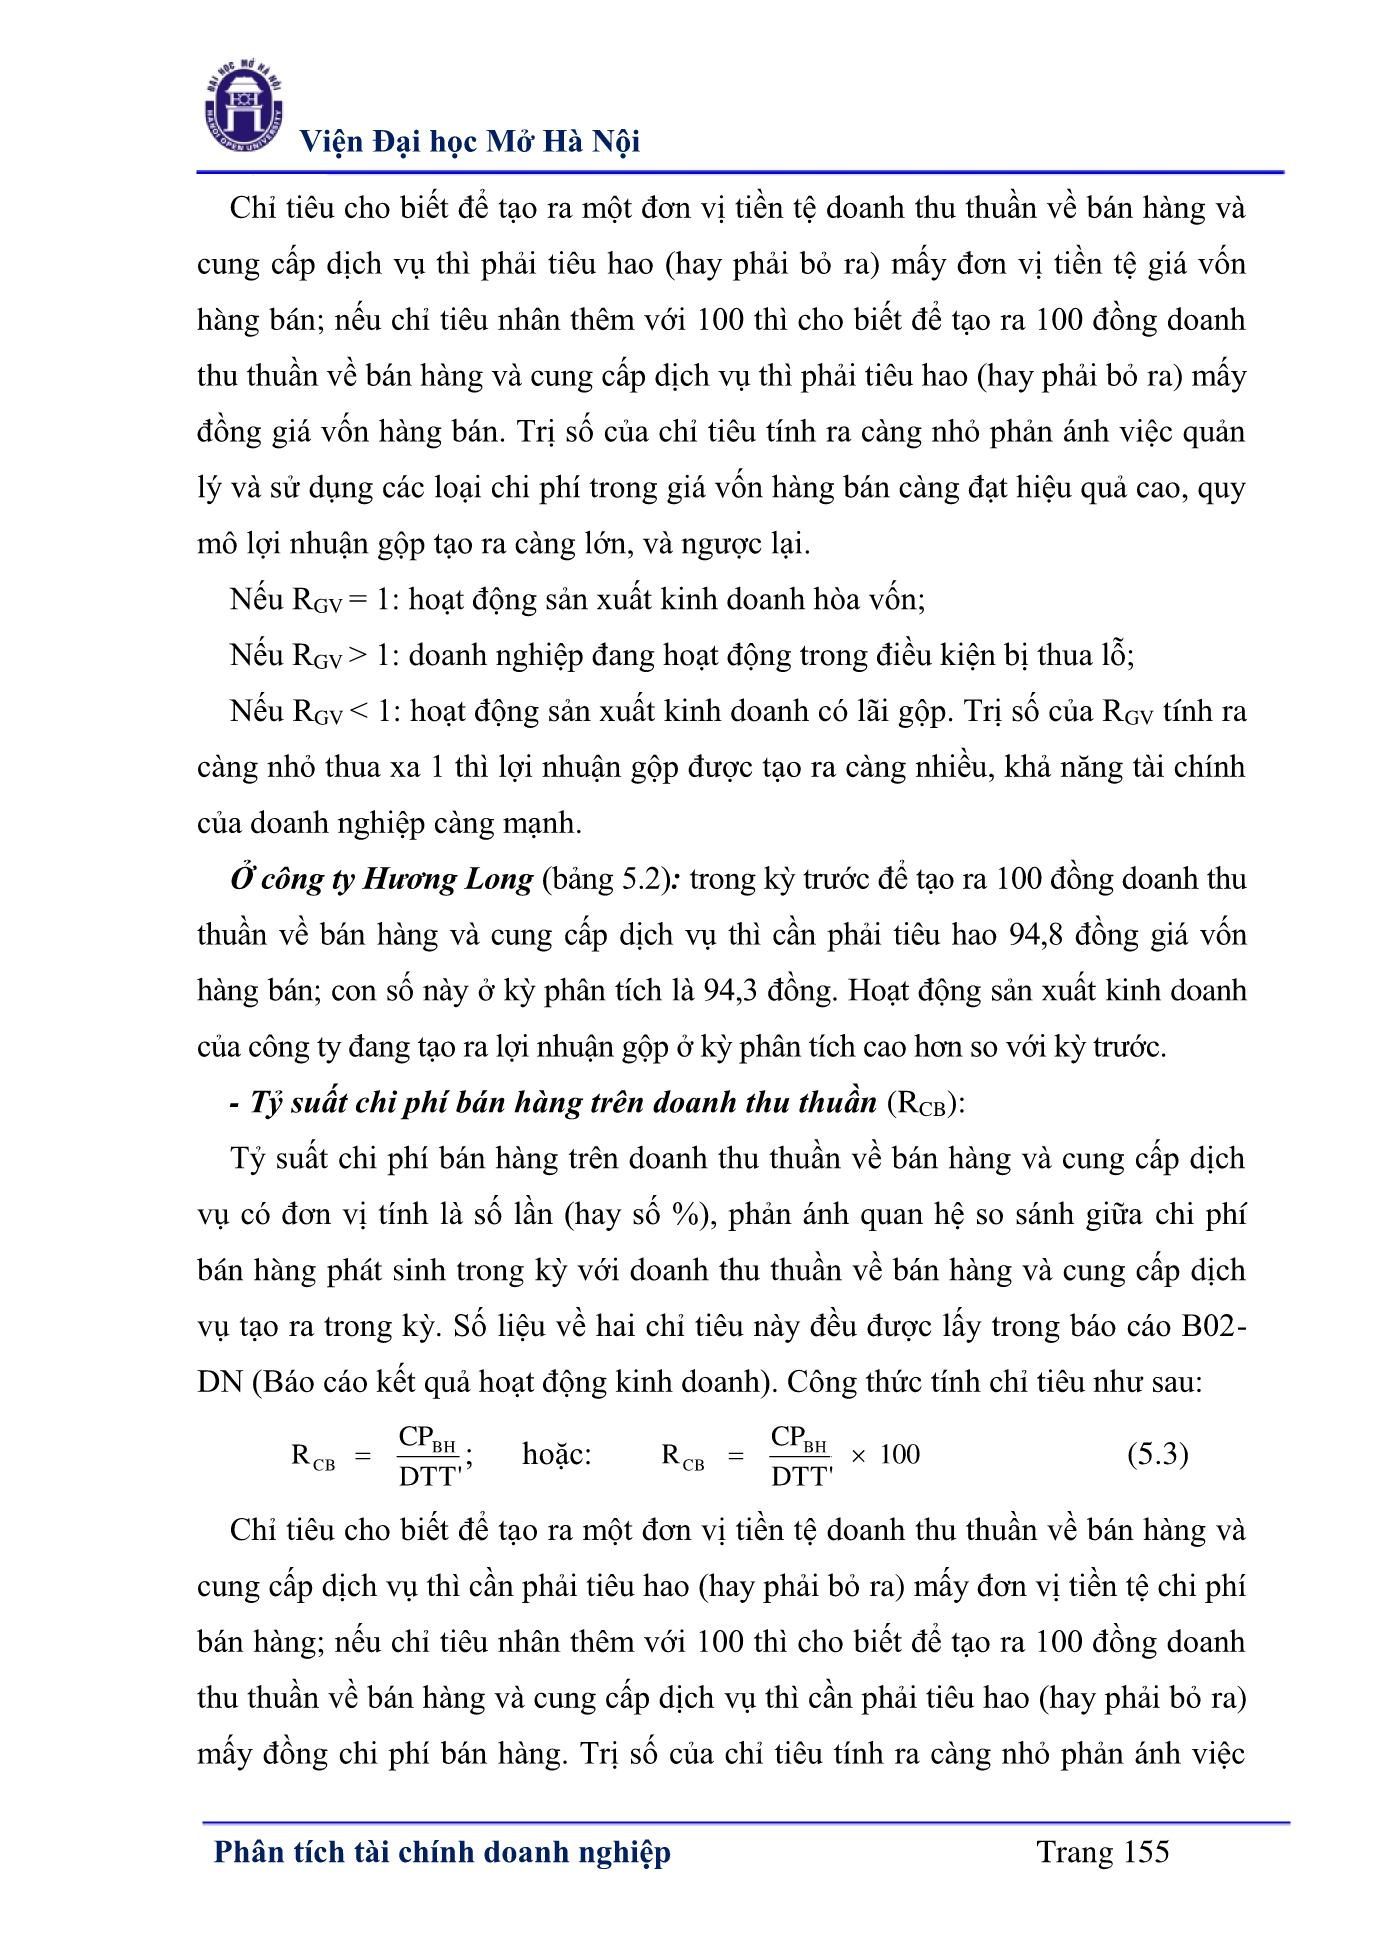 ĐẠI HỌC MỞ HÀ NỘI
HANOI OPEN UNIVERSITY
Viện Đại học Mở Hà Nội
Chỉ tiêu cho biết để tạo ra một đơn vị tiền tệ doanh thu thuần về bán hàng và
cung cấp dịch vụ thì phải tiêu hao (hay phải bỏ ra) mấy đơn vị tiền tệ giá vốn
hàng bán; nếu chỉ tiêu nhân thêm với 100 thì cho biết để tạo ra 100 đồng doanh
thu thuần về bán hàng và cung cấp dịch vụ thì phải tiêu hao (hay phải bỏ ra) mấy
đồng giá vốn hàng bán. Trị số của chỉ tiêu tính ra càng nhỏ phản ánh việc quản
lý và sử dụng các loại chi phí trong giá vốn hàng bán càng đạt hiệu quả cao, quy
mô lợi nhuận gộp tạo ra càng lớn, và ngược lại.
Nếu RGV = 1: hoạt động sản xuất kinh doanh hòa vốn;
Nếu RGV > 1: doanh nghiệp đang hoạt động trong điều kiện bị thua lỗ;
Nếu RGV < 1: hoạt động sản xuất kinh doanh có lãi gộp. Trị số của RGV tính ra
càng nhỏ thua xa 1 thì lợi nhuận gộp được tạo ra càng nhiều, khả năng tài chính
của doanh nghiệp càng mạnh.
Ở công ty Hương Long (bảng 5.2): trong kỳ trước để tạo ra 100 đồng doanh thu
thuần về bán hàng và cung cấp dịch vụ thì cần phải tiêu hao 94,8 đồng giá vốn
hàng bán; con số này ở kỳ phân tích là 94,3 đồng. Hoạt động sản xuất kinh doanh
của công ty đang tạo ra lợi nhuận gộp ở kỳ phân tích cao hơn so với kỳ trước.
- Tỷ suất chi phí bán hàng trên doanh thu thuần (RCB):
Tỷ suất chi phí bán hàng trên doanh thu thuần về bán hàng và cung cấp dịch
vụ có đơn vị tính là số lần (hay số %), phản ánh quan hệ so sánh giữa chi phí
bán hàng phát sinh trong kỳ với doanh thu thuần về bán hàng và cung cấp dịch
vụ tạo ra trong kỳ. Số liệu về hai chỉ tiêu này đều được lấy trong báo cáo B02-
DN (Báo cáo kết quả hoạt động kinh doanh). Công thức tính chỉ tiêu như sau:
RCB = CPBH / DTT'; hoặc: RCB = CPBH / DTT' × 100 (5.3)
Chỉ tiêu cho biết để tạo ra một đơn vị tiền tệ doanh thu thuần về bán hàng và
cung cấp dịch vụ thì cần phải tiêu hao (hay phải bỏ ra) mấy đơn vị tiền tệ chi phí
bán hàng; nếu chỉ tiêu nhân thêm với 100 thì cho biết để tạo ra 100 đồng doanh
thu thuần về bán hàng và cung cấp dịch vụ thì cần phải tiêu hao (hay phải bỏ ra)
mấy đồng chi phí bán hàng. Trị số của chỉ tiêu tính ra càng nhỏ phản ánh việc
Phân tích tài chính doanh nghiệp Trang 155